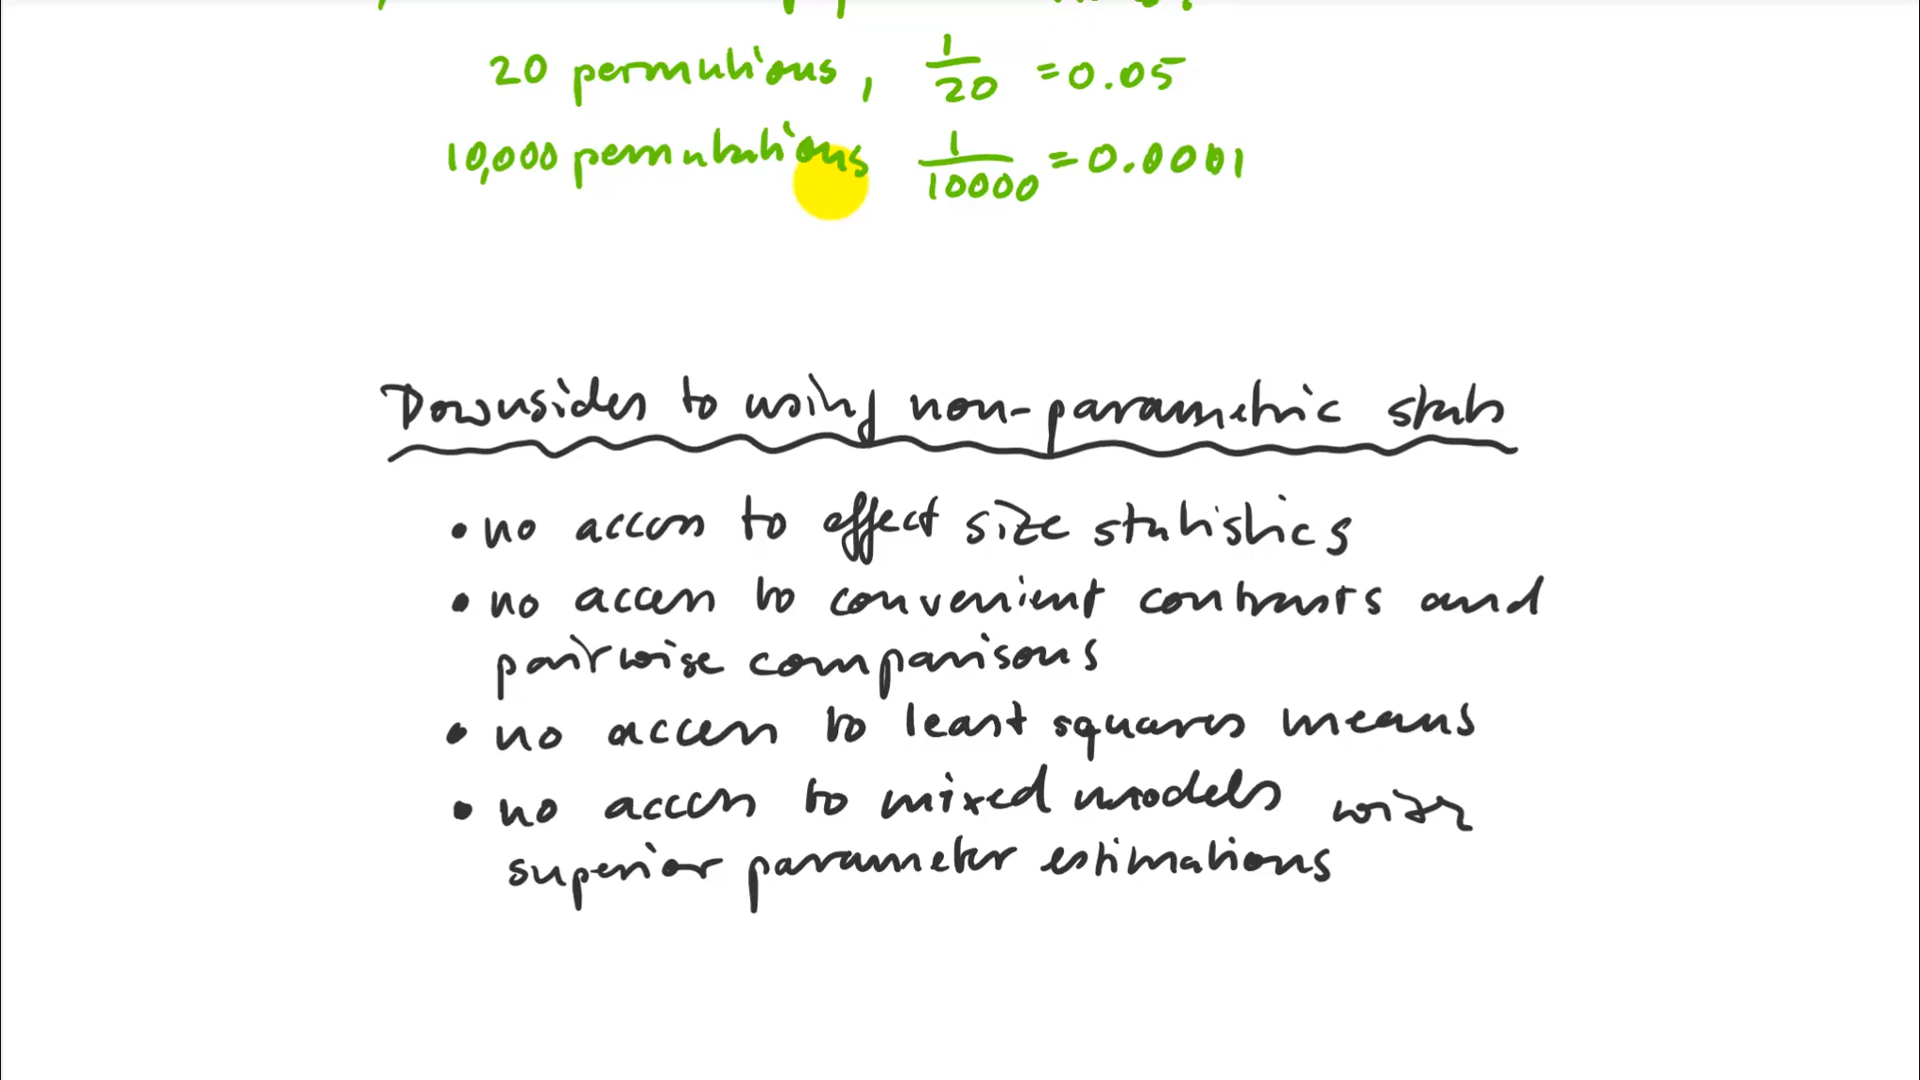 20 permutions, 1/20 = 0.05
10,000 permutations 1/10000 = 0.0001
Downsides to using non-parametric stats
• no access to effect size statistics
• no access to convenient contrasts and
pairwise comparisons
• no access to least squares means
• no access to mixed models with
superior parameter estimations